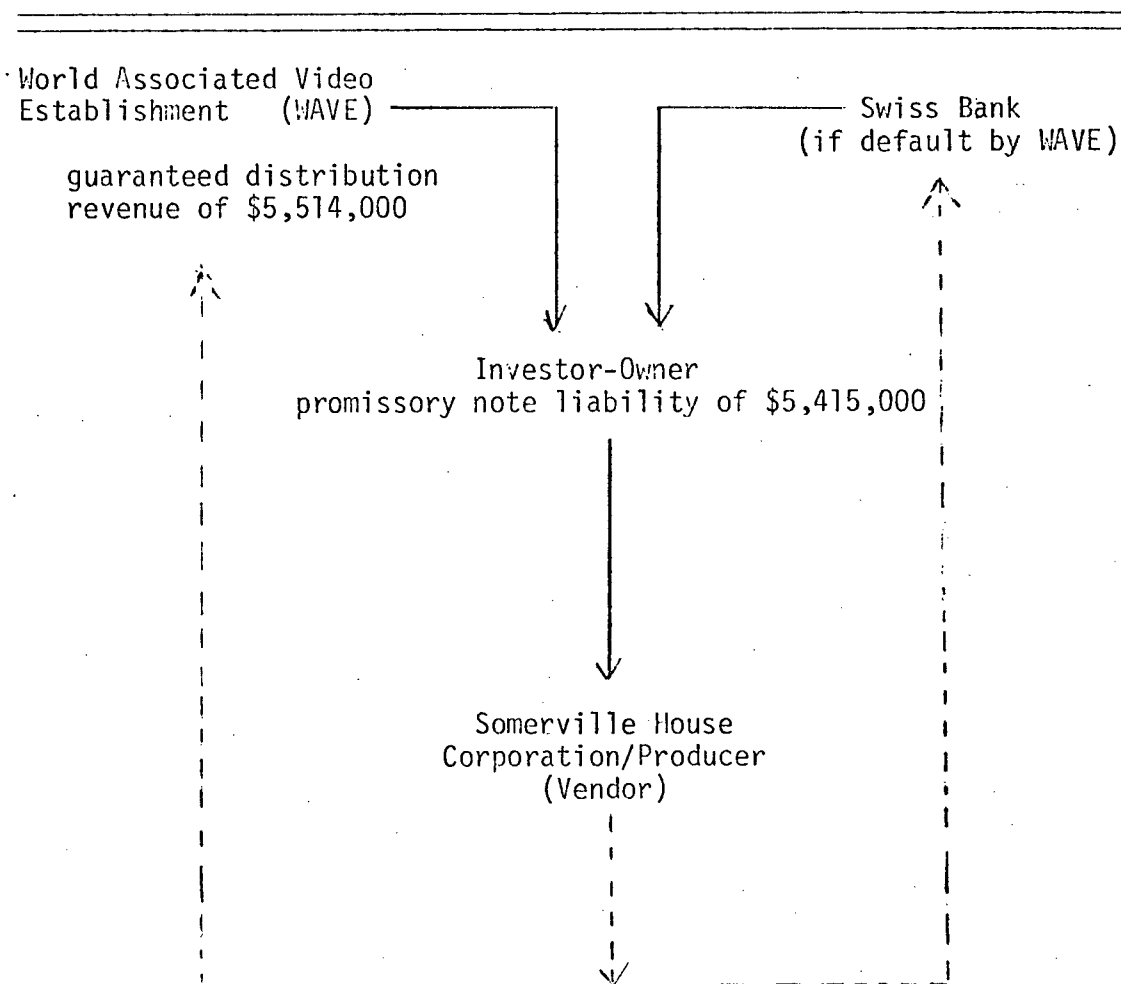 World Associated Video
Establishment (WAVE)
Swiss Bank
(if default by WAVE)
guaranteed distribution
revenue of $5,514,000
Investor-Owner
promissory note liability of $5,415,000
Somerville House
Corporation/Producer
(Vendor)